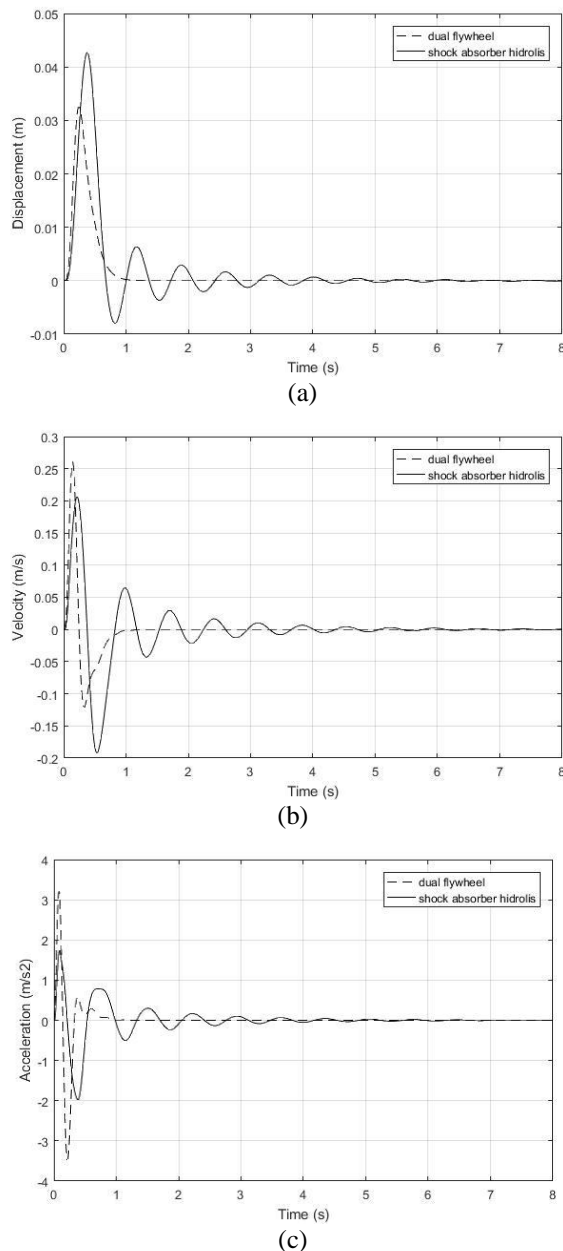 0.05
0.04
0.03
0.02
0.01
0
-0.01
Displacement (m)
dual flywheel
shock absorber hidrolis
0 1 2 3 4 5 6 7 8
Time (s)
(a)
0.3
0.25
0.2
0.15
0.1
0.05
0
-0.05
-0.1
-0.15
-0.2
Velocity (m/s)
dual flywheel
shock absorber hidrolis
0 1 2 3 4 5 6 7 8
Time (s)
(b)
4
3
2
1
0
-1
-2
-3
-4
Acceleration (m/s2)
dual flywheel
shock absorber hidrolis
0 1 2 3 4 5 6 7 8
Time (s)
(c)